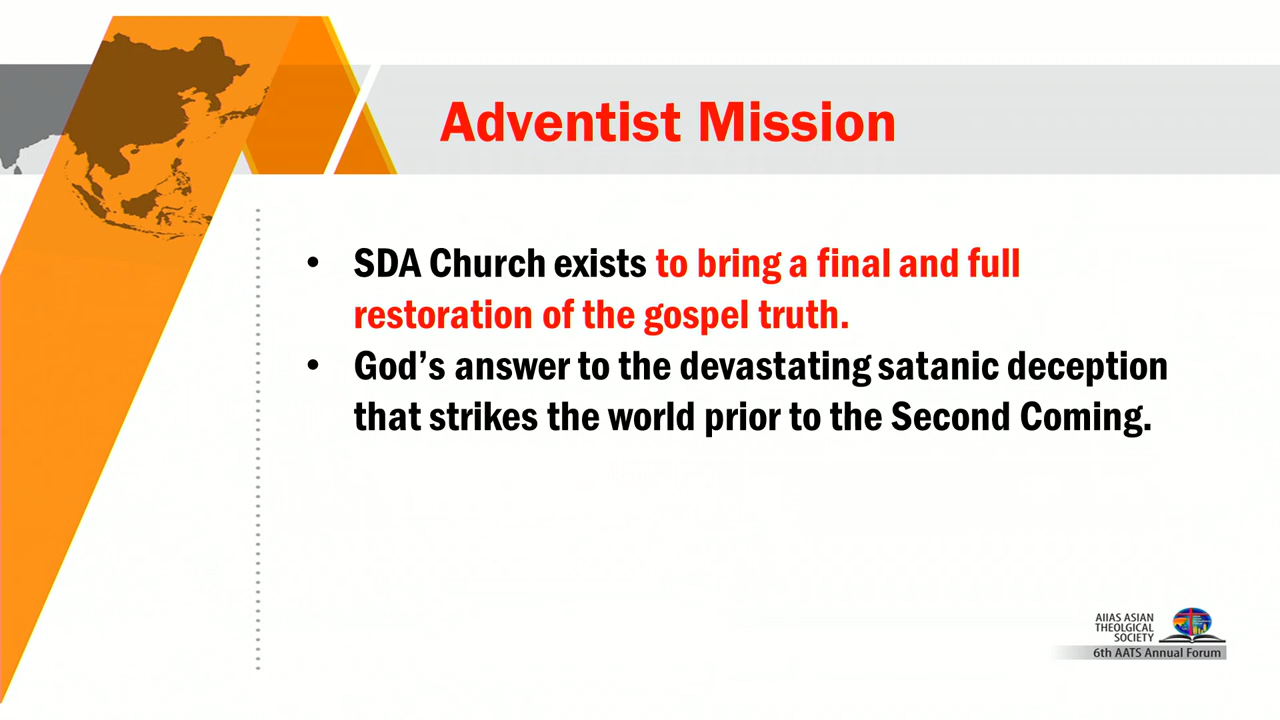 Adventist Mission
• SDA Church exists to bring a final and full
restoration of the gospel truth.
• God’s answer to the devastating satanic deception
that strikes the world prior to the Second Coming.
AIIAS ASIAN
THEOLGICAL
SOCIETY
6th AATS Annual Forum